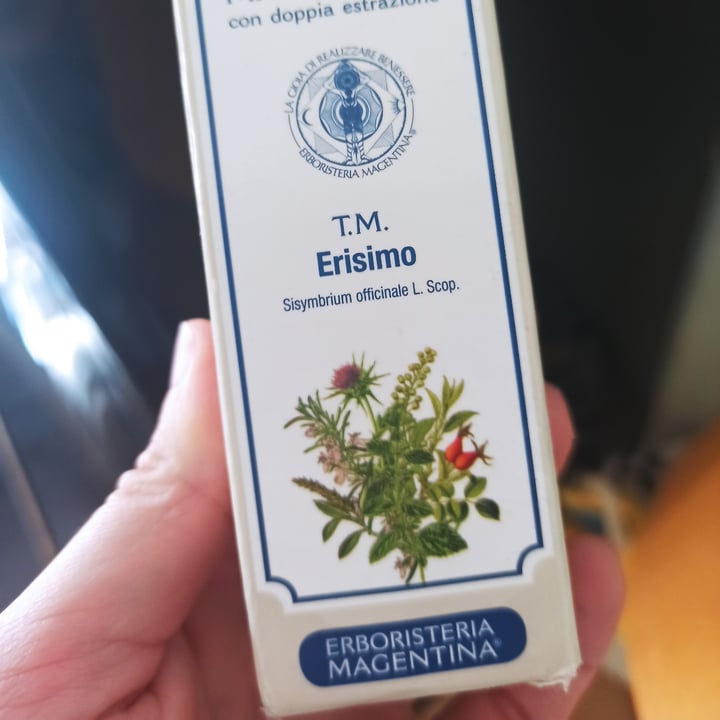 con doppia estrazione
LA GIOIA DI REALIZZARE BENESSERE
ERBORISTERIA MAGENTINA®
T.M.
Erisimo
Sisymbrium officinale L. Scop.
ERBORISTERIA
MAGENTINA®